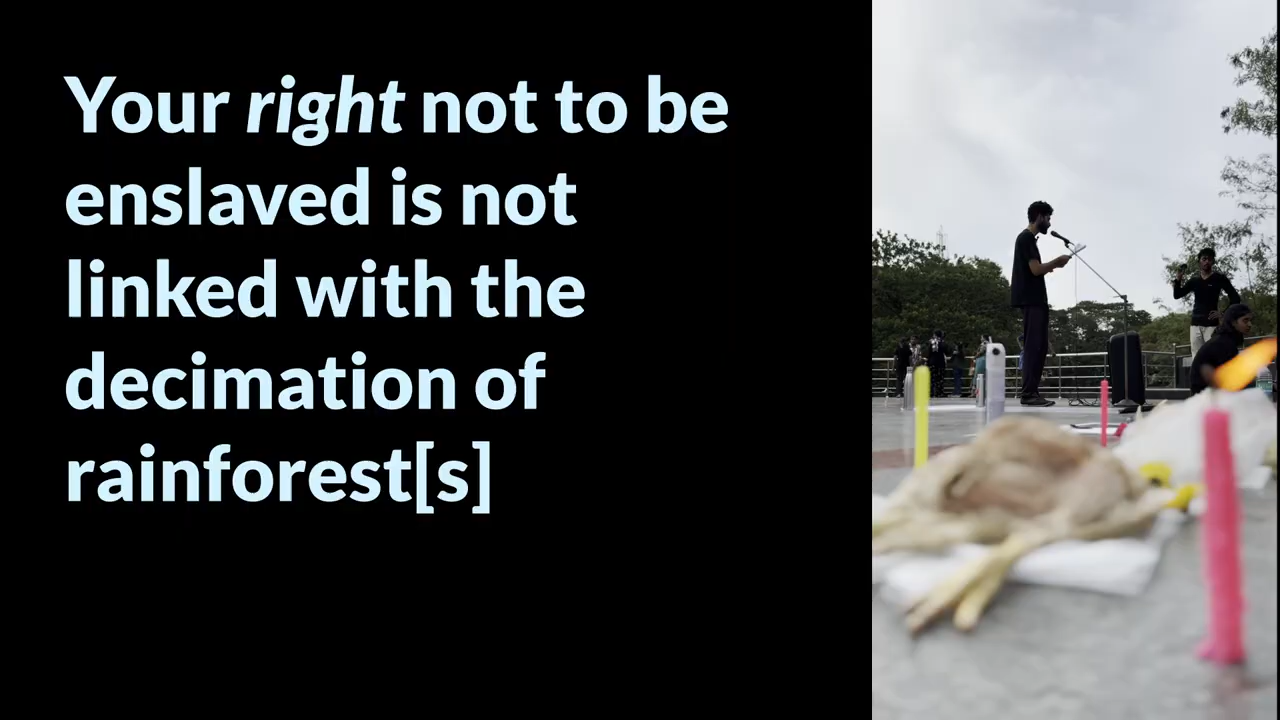 Your right not to be
enslaved is not
linked with the
decimation of
rainforest[s]